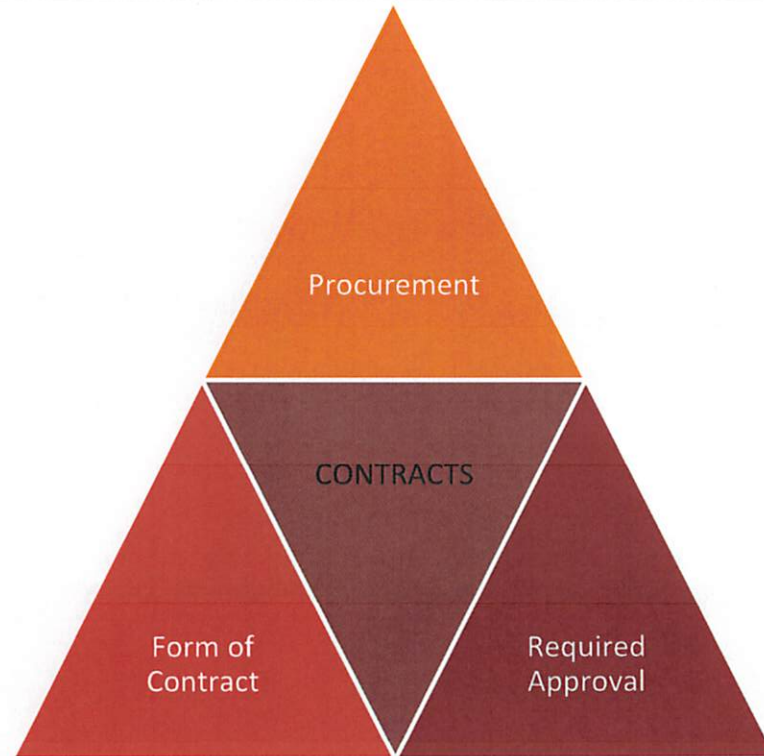 Procurement
CONTRACTS
Form of
Contract
Required
Approval